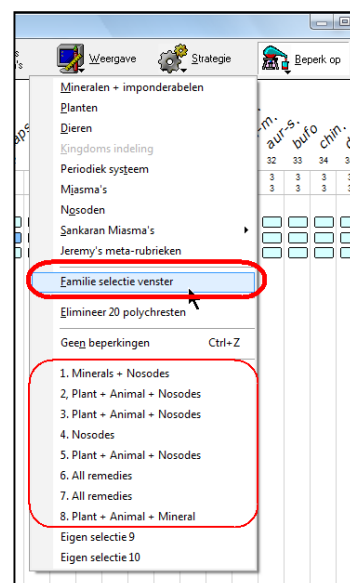 Weergave Strategie Beperk op
Mineralen + imponderabelen
Planten
Dieren
Kingdoms indeling
Periodiek systeem
Mjasma's
Nosoden
Sankaran Miasma's
Jeremy's meta-rubrieken
Familie selectie venster
Elimineer 20 polychresten
Geen beperkingen Ctrl+Z
1. Minerals + Nosodes
2, Plant + Animal + Nosodes
3. Plant + Animal + Nosodes
4. Nosodes
5. Plant + Animal + Nosodes
6. All remedies
7. All remedies
8. Plant + Animal + Mineral
Eigen selectie 9
Eigen selectie 10
aur-s. bufo chin.
32 33 34
3 3 3
3 3 3